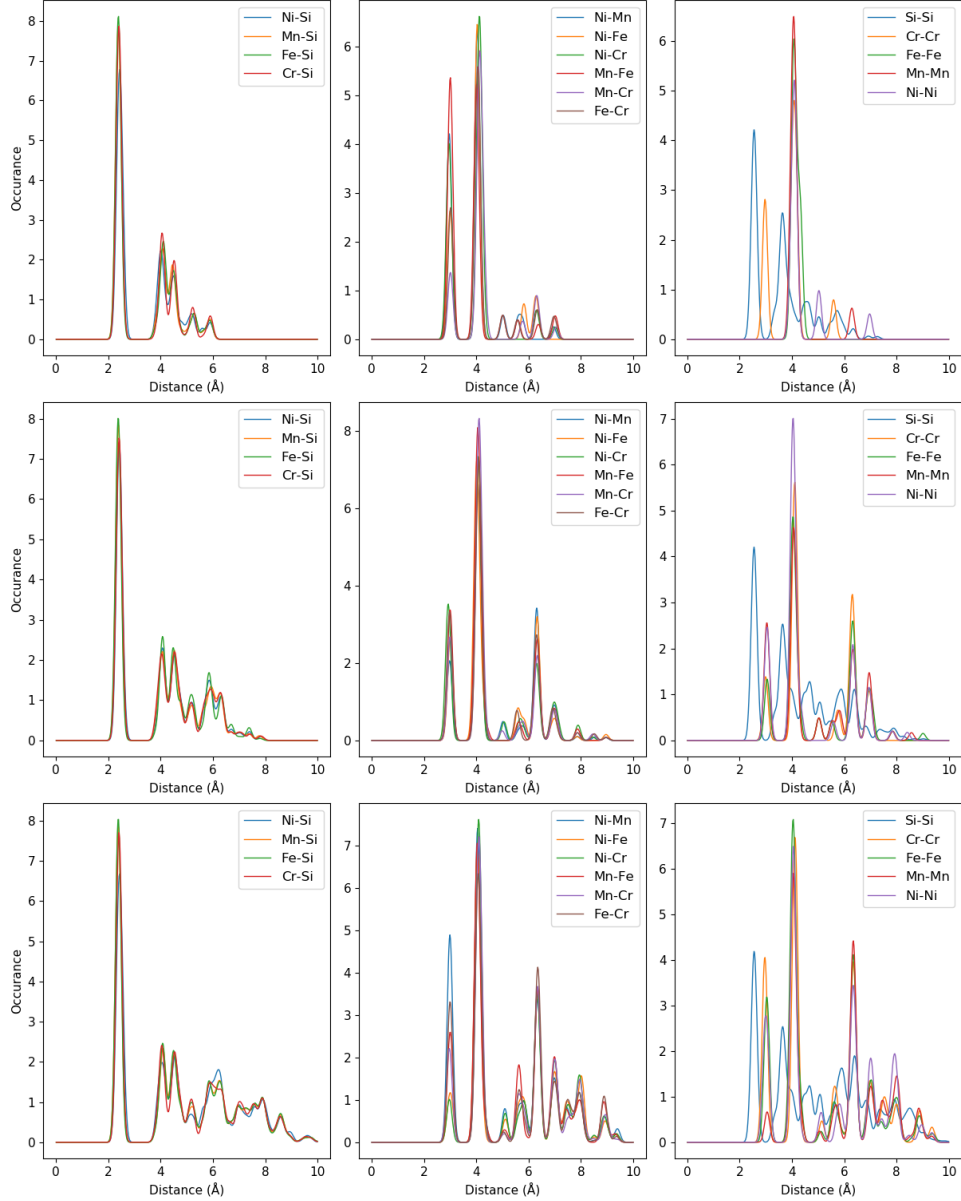 8
7
6
5
4
3
2
1
0
Occurance
0 2 4 6 8 10
Distance (Å)
Ni-Si
Mn-Si
Fe-Si
Cr-Si
6
5
4
3
2
1
0
0 2 4 6 8 10
Distance (Å)
Ni-Mn
Ni-Fe
Ni-Cr
Mn-Fe
Mn-Cr
Fe-Cr
6
5
4
3
2
1
0
0 2 4 6 8 10
Distance (Å)
Si-Si
Cr-Cr
Fe-Fe
Mn-Mn
Ni-Ni
8
7
6
5
4
3
2
1
0
Occurance
0 2 4 6 8 10
Distance (Å)
Ni-Si
Mn-Si
Fe-Si
Cr-Si
8
6
4
2
0
0 2 4 6 8 10
Distance (Å)
Ni-Mn
Ni-Fe
Ni-Cr
Mn-Fe
Mn-Cr
Fe-Cr
7
6
5
4
3
2
1
0
0 2 4 6 8 10
Distance (Å)
Si-Si
Cr-Cr
Fe-Fe
Mn-Mn
Ni-Ni
8
7
6
5
4
3
2
1
0
Occurance
0 2 4 6 8 10
Distance (Å)
Ni-Si
Mn-Si
Fe-Si
Cr-Si
7
6
5
4
3
2
1
0
0 2 4 6 8 10
Distance (Å)
Ni-Mn
Ni-Fe
Ni-Cr
Mn-Fe
Mn-Cr
Fe-Cr
7
6
5
4
3
2
1
0
0 2 4 6 8 10
Distance (Å)
Si-Si
Cr-Cr
Fe-Fe
Mn-Mn
Ni-Ni